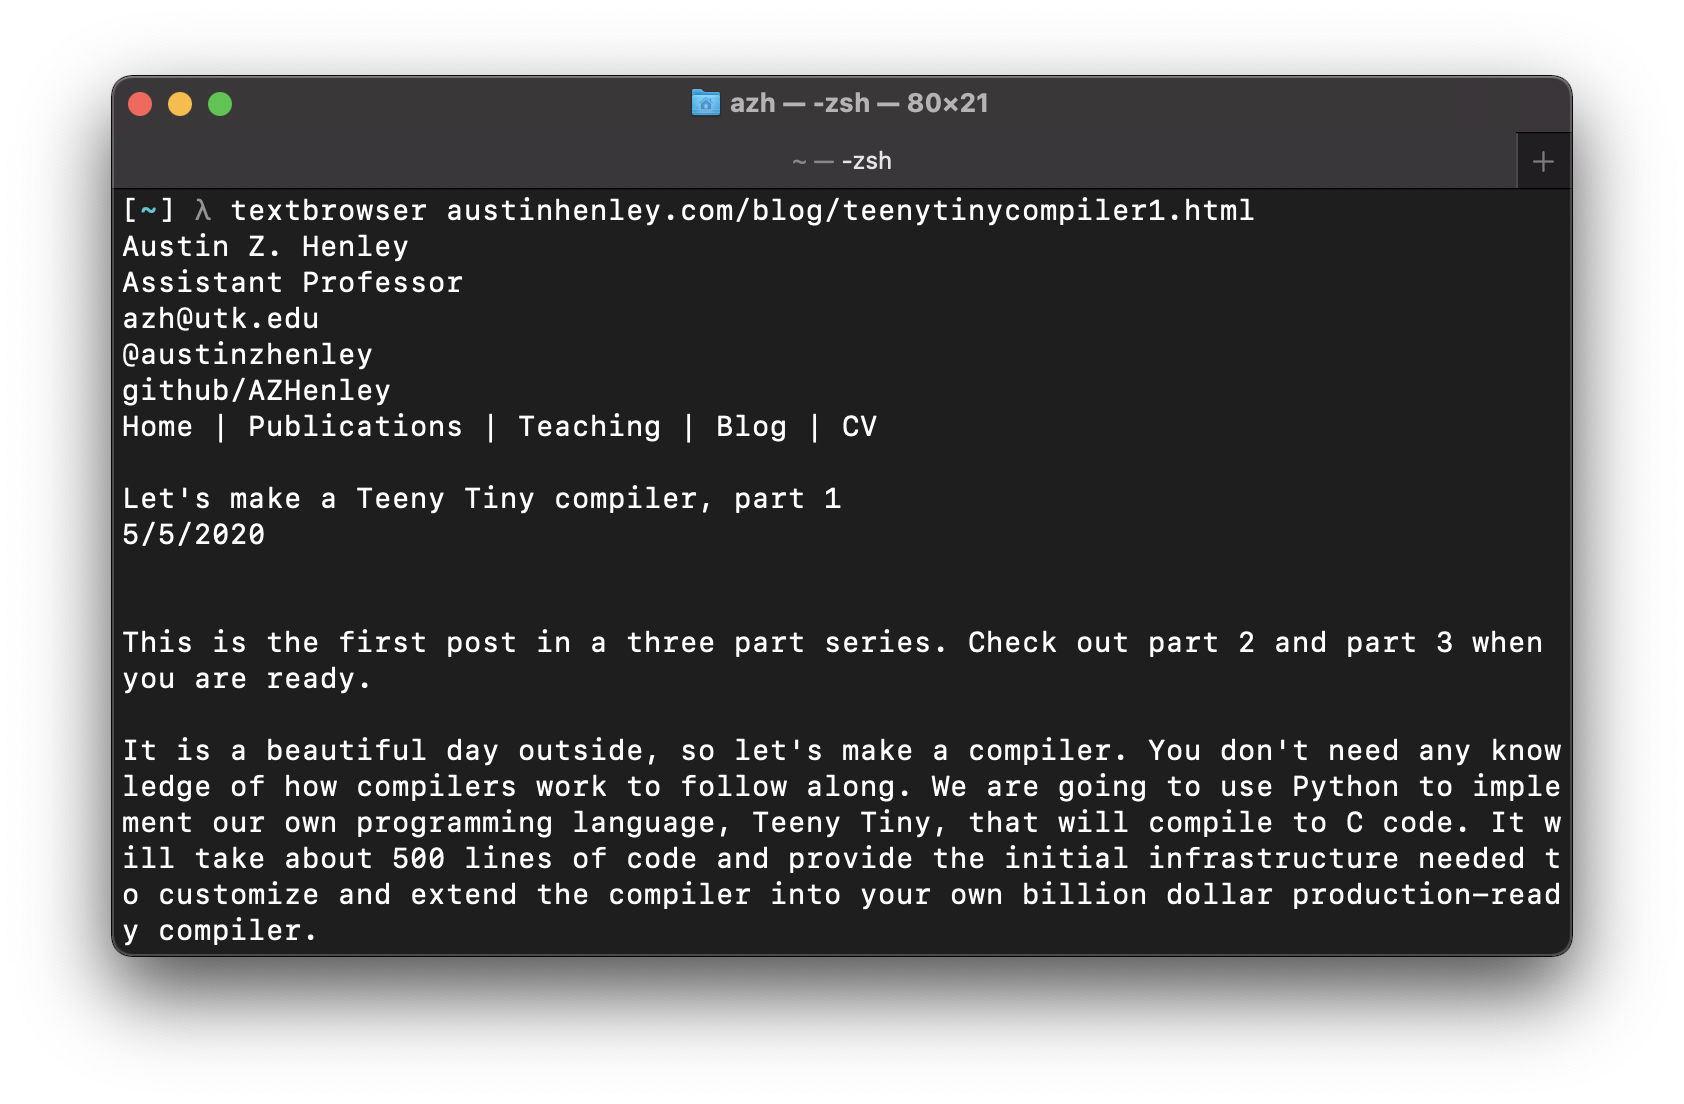 azh — -zsh — 80×21
~ — -zsh
[~] λ textbrowser austinhenley.com/blog/teenytinycompiler1.html
Austin Z. Henley
Assistant Professor
azh@utk.edu
@austinzhenley
github/AZHenley
Home | Publications | Teaching | Blog | CV
Let's make a Teeny Tiny compiler, part 1
5/5/2020
This is the first post in a three part series. Check out part 2 and part 3 when
you are ready.
It is a beautiful day outside, so let's make a compiler. You don't need any know
ledge of how compilers work to follow along. We are going to use Python to imple
ment our own programming language, Teeny Tiny, that will compile to C code. It w
ill take about 500 lines of code and provide the initial infrastructure needed t
o customize and extend the compiler into your own billion dollar production-read
y compiler.